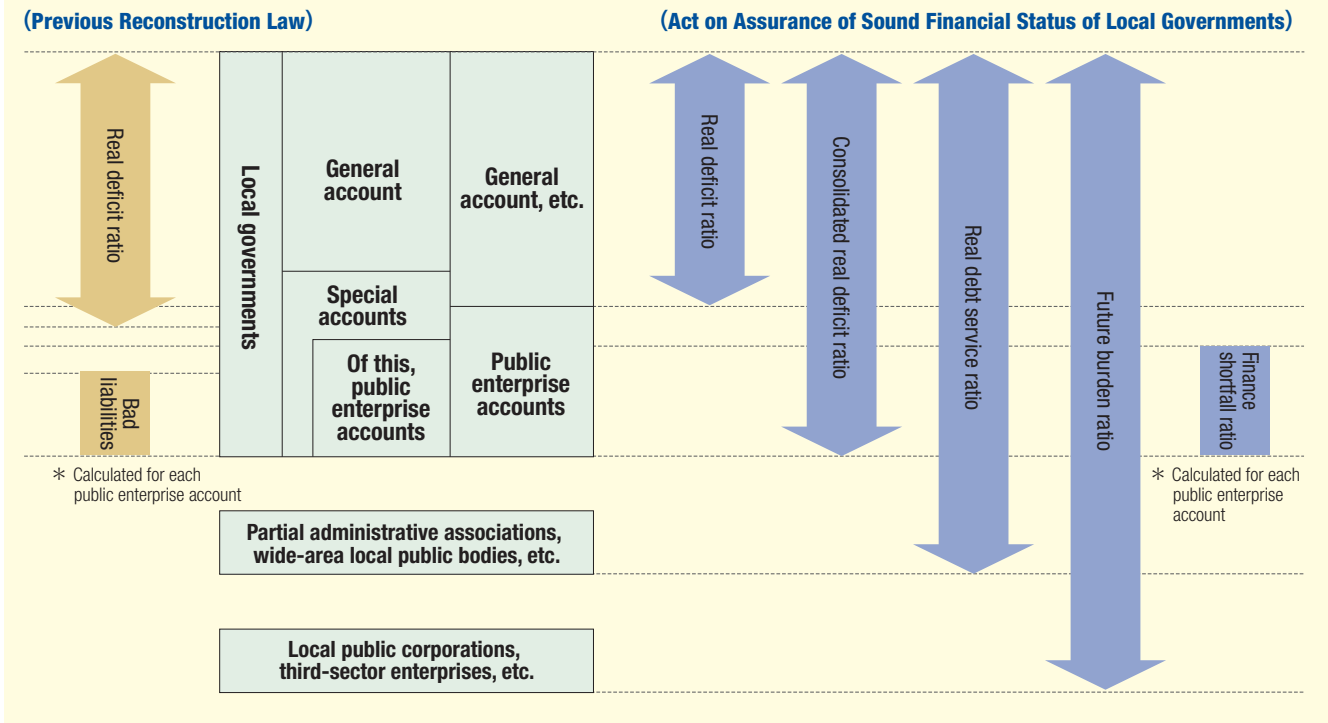 (Previous Reconstruction Law)
(Act on Assurance of Sound Financial Status of Local Governments)
Real deficit ratio
Bad
liabilities
* Calculated for each
public enterprise account
Local governments
General
account
Special
accounts
Of this,
public
enterprise
accounts
General
account, etc.
Public
enterprise
accounts
Partial administrative associations,
wide-area local public bodies, etc.
Local public corporations,
third-sector enterprises, etc.
Real deficit ratio
Consolidated real deficit ratio
Real debt service ratio
Future burden ratio
Finance
shortfall ratio
* Calculated for each
public enterprise
account